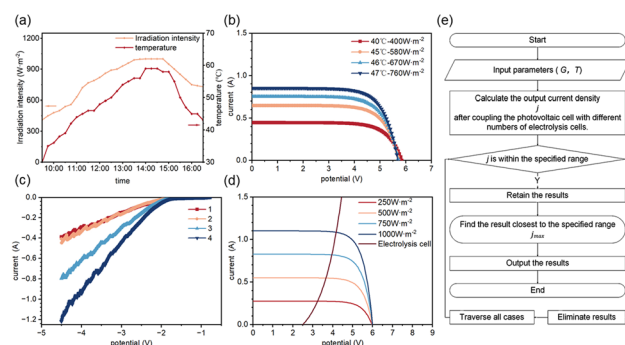 (a)
Irradiation intensity
temperature
Irradiation intensity (W·m⁻²)
1200
900
600
300
0
70
60
50
40
30
temperature (℃)
10:00 11:00 12:00 13:00 14:00 15:00 16:00
time
(b)
40℃-400W·m⁻²
45℃-580W·m⁻²
46℃-670W·m⁻²
47℃-760W·m⁻²
current (A)
1.5
1.0
0.5
0.0
0 1 2 3 4 5 6 7
potential (V)
(c)
1
2
3
4
current (A)
0.0
−0.2
−0.4
−0.6
−0.8
−1.0
−1.2
−5 −4 −3 −2 −1
potential (V)
(d)
250W·m⁻²
500W·m⁻²
750W·m⁻²
1000W·m⁻²
Electrolysis cell
current (A)
1.5
1.0
0.5
0.0
0 1 2 3 4 5 6 7 8 9
potential (V)
(e)
Start
Input parameters ( G, T)
Calculate the output current density
j
after coupling the photovoltaic cell with different
numbers of electrolysis cells.
j is within the specified range
Y
Retain the results
Find the result closest to the specified range
jmax
Output the results
End
Traverse all cases
Eliminate results